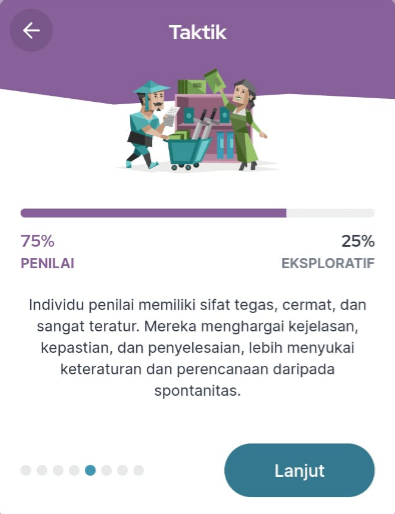 Taktik
75% 25%
PENILAI EKSPLORATIF
Individu penilai memiliki sifat tegas, cermat, dan
sangat teratur. Mereka menghargai kejelasan,
kepastian, dan penyelesaian, lebih menyukai
keteraturan dan perencanaan daripada
spontanitas.
Lanjut